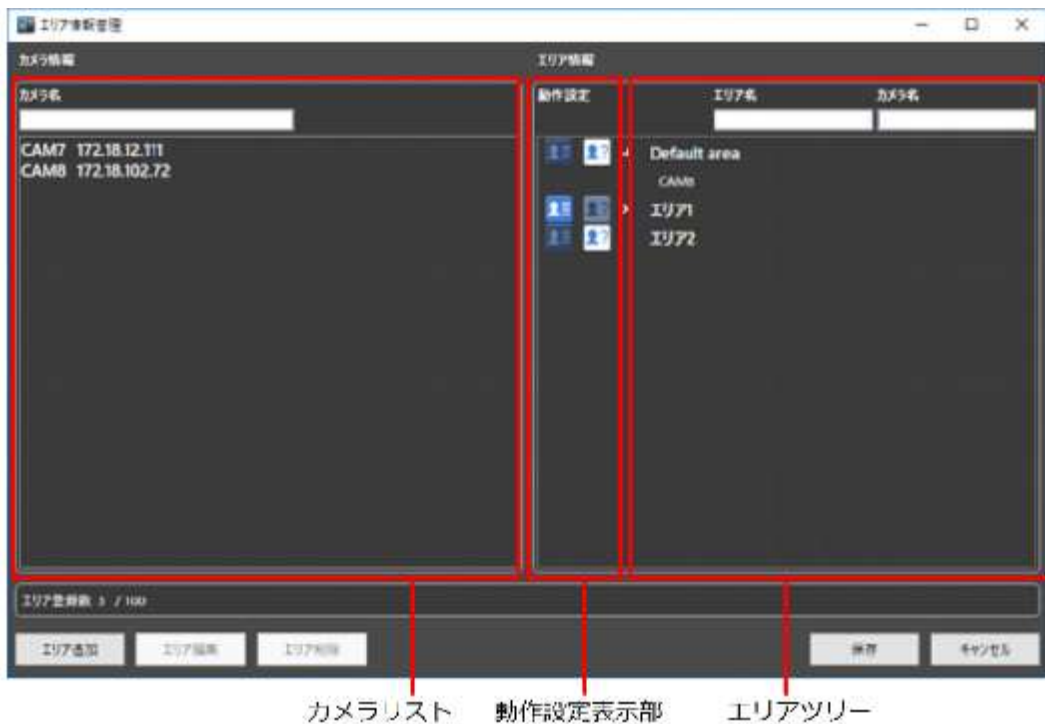 エリア情報管理
カメラ情報
エリア情報
カメラ名
動作設定
エリア名
カメラ名
CAM7 172.18.12.111
CAM8 172.18.102.72
Default area
CAM8
エリア1
エリア2
エリア登録数 3 / 100
エリア追加
エリア編集
エリア削除
保存
キャンセル
カメラリスト
動作設定表示部
エリアツリー